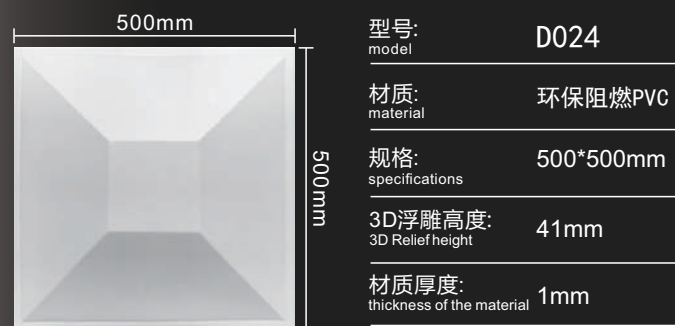 500mm
500mm
型号:
model
D024
材质:
material
环保阻燃PVC
规格:
specifications
500*500mm
3D浮雕高度:
3D Relief height
41mm
材质厚度:
thickness of the material
1mm